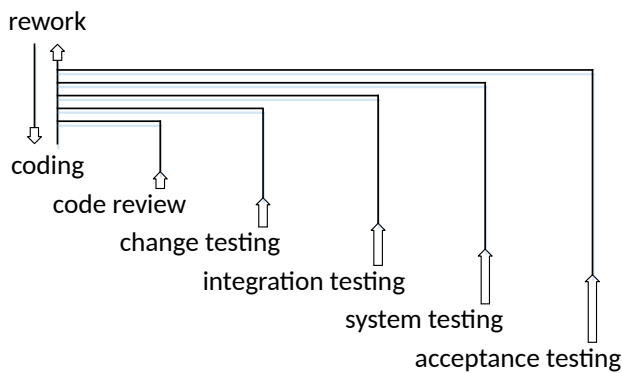 rework
coding
code review
change testing
integration testing
system testing
acceptance testing